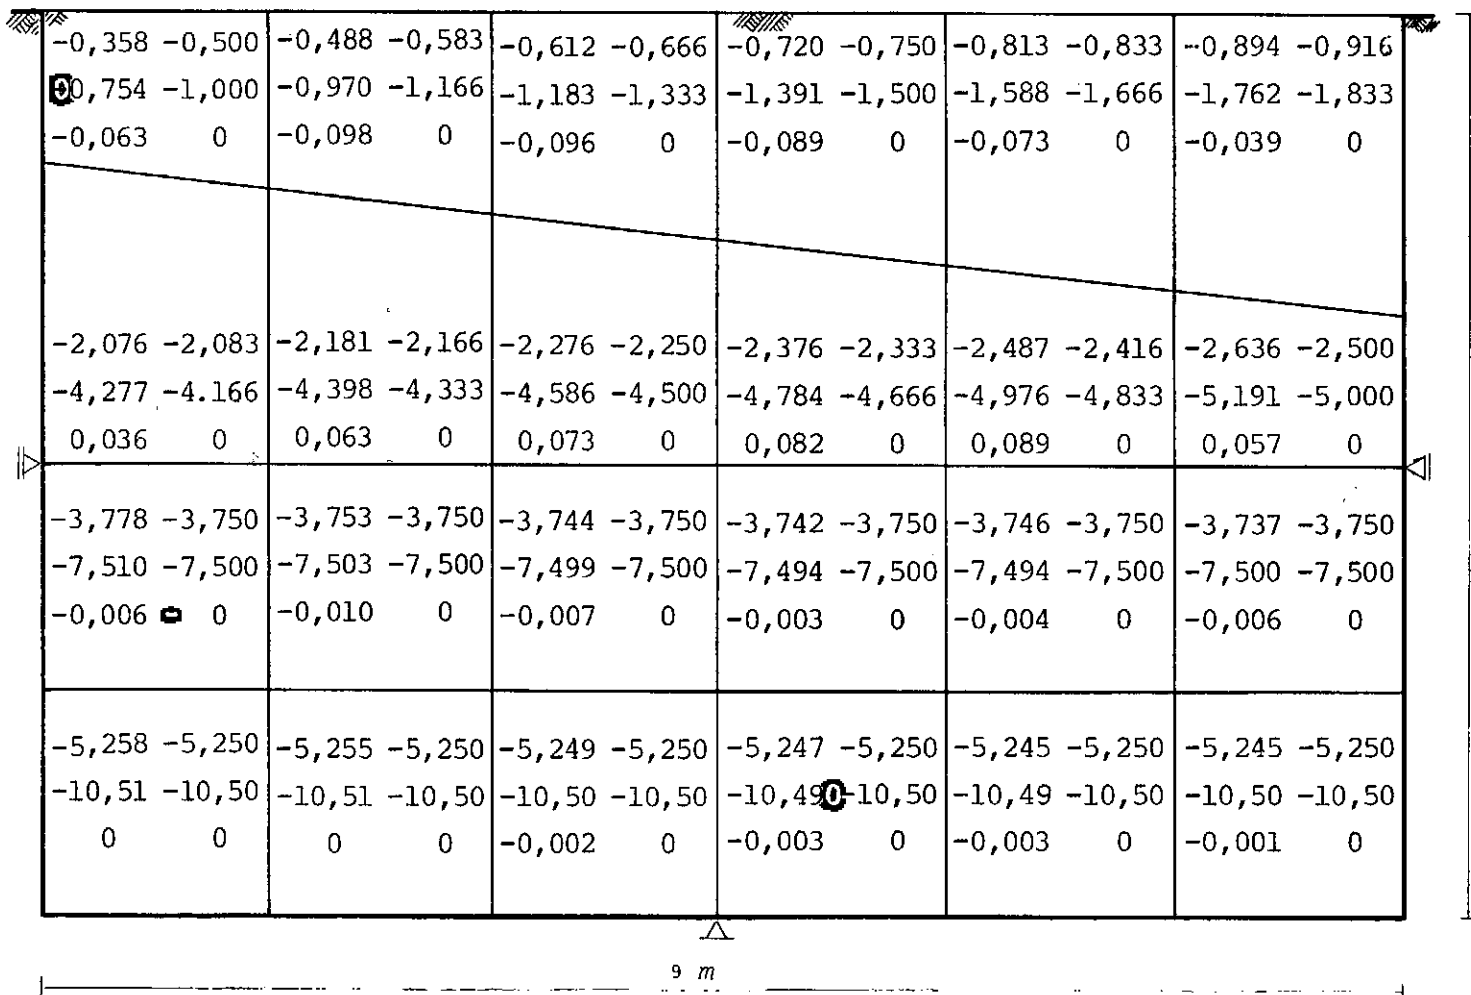 -0,358 -0,500 -0,488 -0,583 -0,612 -0,666 -0,720 -0,750 -0,813 -0,833 -0,894 -0,916
0,754 -1,000 -0,970 -1,166 -1,183 -1,333 -1,391 -1,500 -1,588 -1,666 -1,762 -1,833
-0,063 0 -0,098 0 -0,096 0 -0,089 0 -0,073 0 -0,039 0
-2,076 -2,083 -2,181 -2,166 -2,276 -2,250 -2,376 -2,333 -2,487 -2,416 -2,636 -2,500
-4,277 -4.166 -4,398 -4,333 -4,586 -4,500 -4,784 -4,666 -4,976 -4,833 -5,191 -5,000
0,036 0 0,063 0 0,073 0 0,082 0 0,089 0 0,057 0
-3,778 -3,750 -3,753 -3,750 -3,744 -3,750 -3,742 -3,750 -3,746 -3,750 -3,737 -3,750
-7,510 -7,500 -7,503 -7,500 -7,499 -7,500 -7,494 -7,500 -7,494 -7,500 -7,500 -7,500
-0,006 0 -0,010 0 -0,007 0 -0,003 0 -0,004 0 -0,006 0
-5,258 -5,250 -5,255 -5,250 -5,249 -5,250 -5,247 -5,250 -5,245 -5,250 -5,245 -5,250
-10,51 -10,50 -10,51 -10,50 -10,50 -10,50 -10,49 -10,50 -10,49 -10,50 -10,50 -10,50
0 0 0 0 -0,002 0 -0,003 0 -0,003 0 -0,001 0
9 m